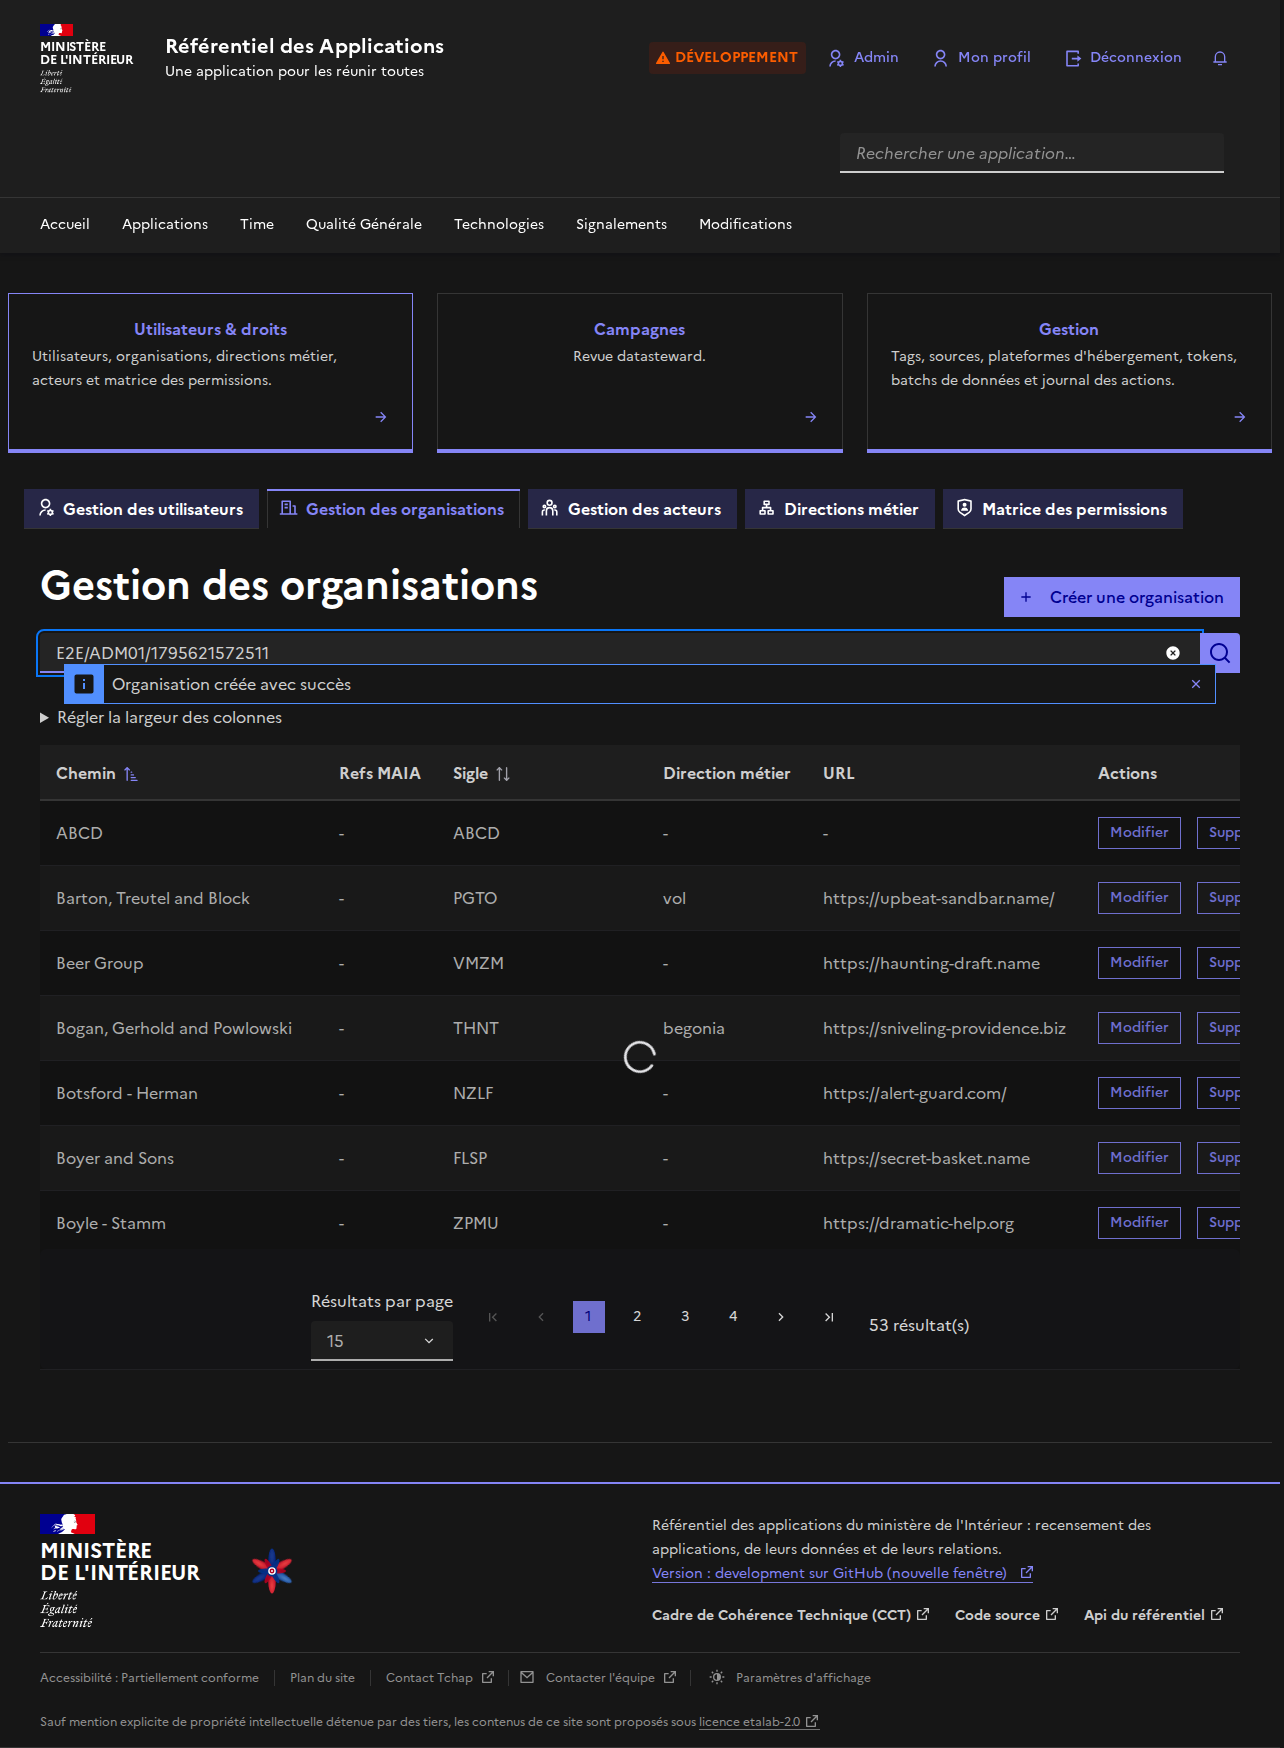 MINISTÈRE
DE L'INTÉRIEUR
Liberté
Égalité
Fraternité
Référentiel des Applications
Une application pour les réunir toutes
DÉVELOPPEMENT
Admin
Mon profil
Déconnexion
Rechercher une application...
Accueil
Applications
Time
Qualité Générale
Technologies
Signalements
Modifications
Utilisateurs & droits
Utilisateurs, organisations, directions métier,
acteurs et matrice des permissions.
Campagnes
Revue datasteward.
Gestion
Tags, sources, plateformes d'hébergement, tokens,
batchs de données et journal des actions.
Gestion des utilisateurs
Gestion des organisations
Gestion des acteurs
Directions métier
Matrice des permissions
Gestion des organisations
+ Créer une organisation
E2E/ADM01/1795621572511
Organisation créée avec succès
Régler la largeur des colonnes
Chemin Refs MAIA Sigle Direction métier URL Actions
ABCD - ABCD - - Modifier Supp
Barton, Treutel and Block - PGTO vol https://upbeat-sandbar.name/ Modifier Supp
Beer Group - VMZM - https://haunting-draft.name Modifier Supp
Bogan, Gerhold and Powlowski - THNT begonia https://sniveling-providence.biz Modifier Supp
Botsford - Herman - NZLF - https://alert-guard.com/ Modifier Supp
Boyer and Sons - FLSP - https://secret-basket.name Modifier Supp
Boyle - Stamm - ZPMU - https://dramatic-help.org Modifier Supp
Résultats par page
15
1 2 3 4
53 résultat(s)
MINISTÈRE
DE L'INTÉRIEUR
Liberté
Égalité
Fraternité
Référentiel des applications du ministère de l'Intérieur : recensement des
applications, de leurs données et de leurs relations.
Version : development sur GitHub (nouvelle fenêtre)
Cadre de Cohérence Technique (CCT)
Code source
Api du référentiel
Accessibilité : Partiellement conforme
Plan du site
Contact Tchap
Contacter l'équipe
Paramètres d'affichage
Sauf mention explicite de propriété intellectuelle détenue par des tiers, les contenus de ce site sont proposés sous licence etalab-2.0